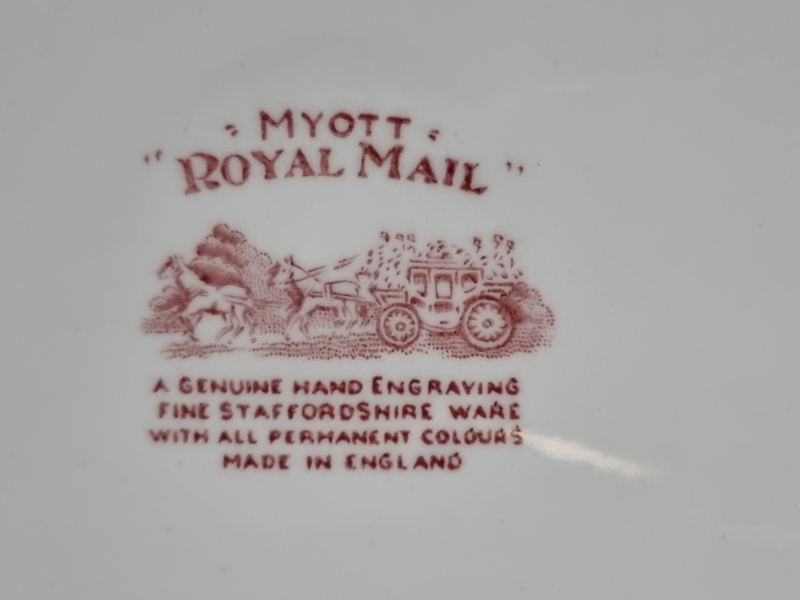 MYOTT
"ROYAL MAIL"
A GENUINE HAND ENGRAVING
FINE STAFFORDSHIRE WARE
WITH ALL PERMANENT COLOURS
MADE IN ENGLAND